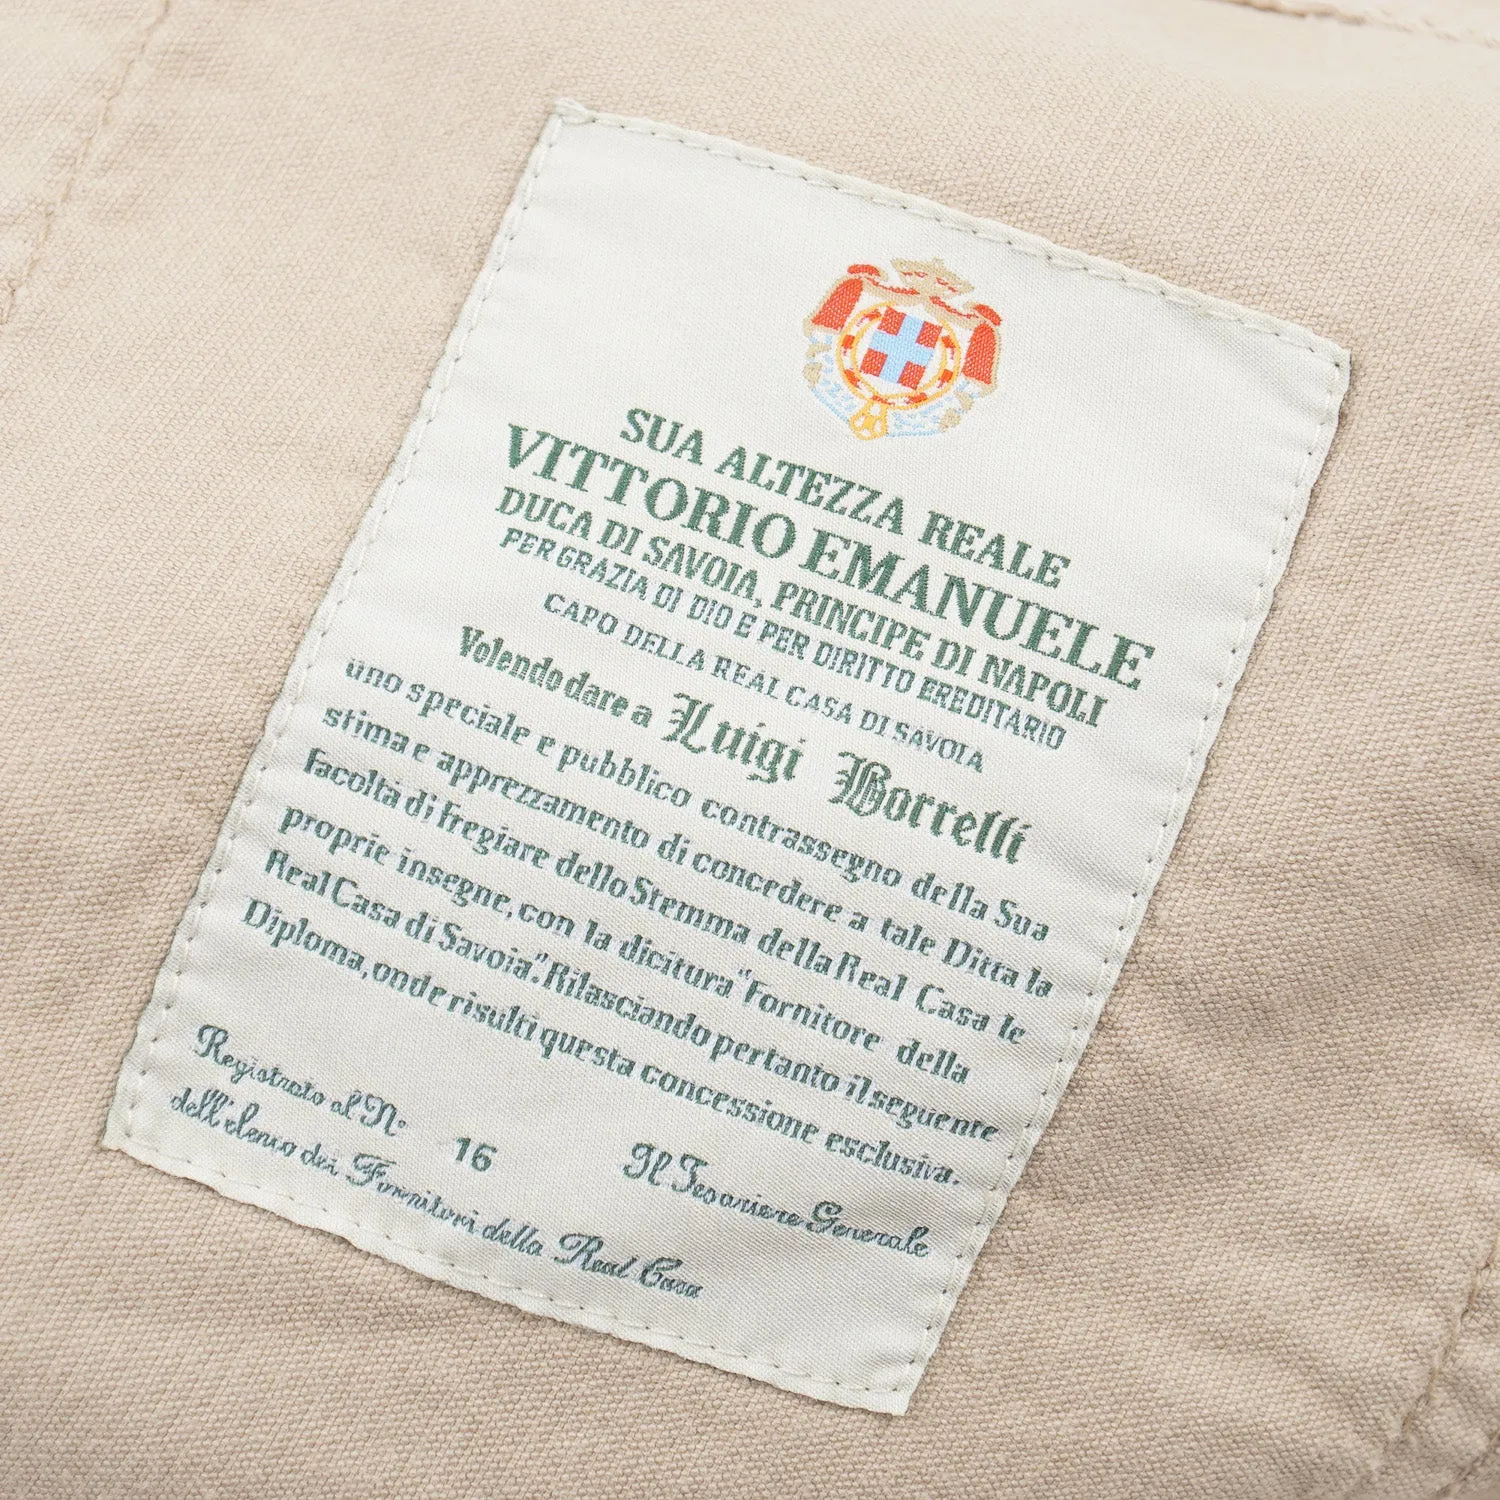 SUA ALTEZZA REALE
VITTORIO EMANUELE
DUCA DI SAVOIA, PRINCIPE DI NAPOLI
PER GRAZIA DI DIO E PER DIRITTO EREDITARIO
CAPO DELLA REAL CASA DI SAVOIA
Volendo dare a Luigi Borrelli
uno speciale e pubblico contrassegno della Sua
stima e apprezzamento di concedere a tale Ditta la
facoltà di fregiare dello Stemma della Real Casa le
proprie insegne, con la dicitura "Fornitore della
Real Casa di Savoia". Rilasciando pertanto il seguente
Diploma, onde risulti questa concessione esclusiva.
Registrato al N° 16 Il Tesoriere Generale
dell'elenco dei Fornitori della Real Casa